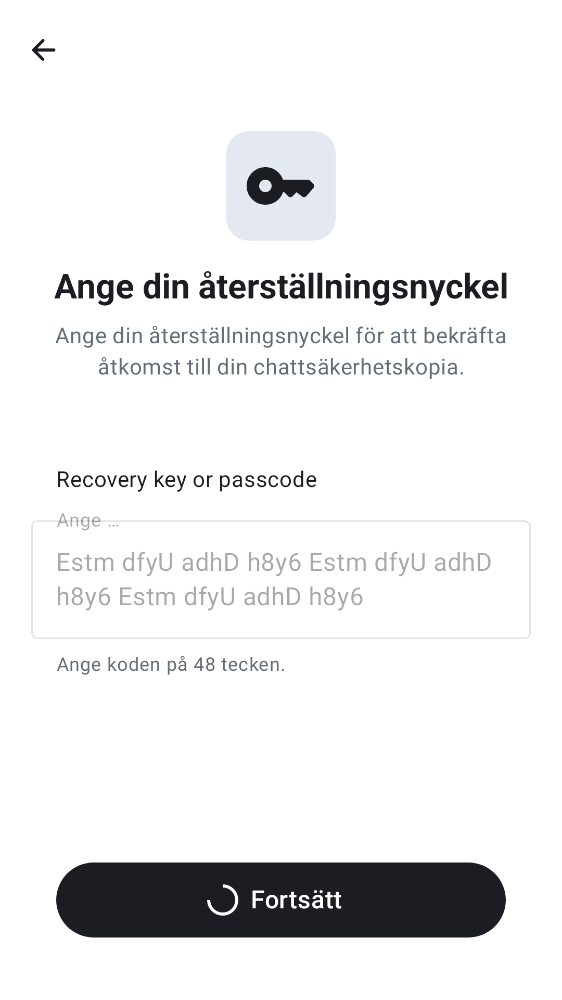 Ange din återställningsnyckel
Ange din återställningsnyckel för att bekräfta
åtkomst till din chattsäkerhetskopia.
Recovery key or passcode
Ange …
Estm dfyU adhD h8y6 Estm dfyU adhD
h8y6 Estm dfyU adhD h8y6
Ange koden på 48 tecken.
Fortsätt